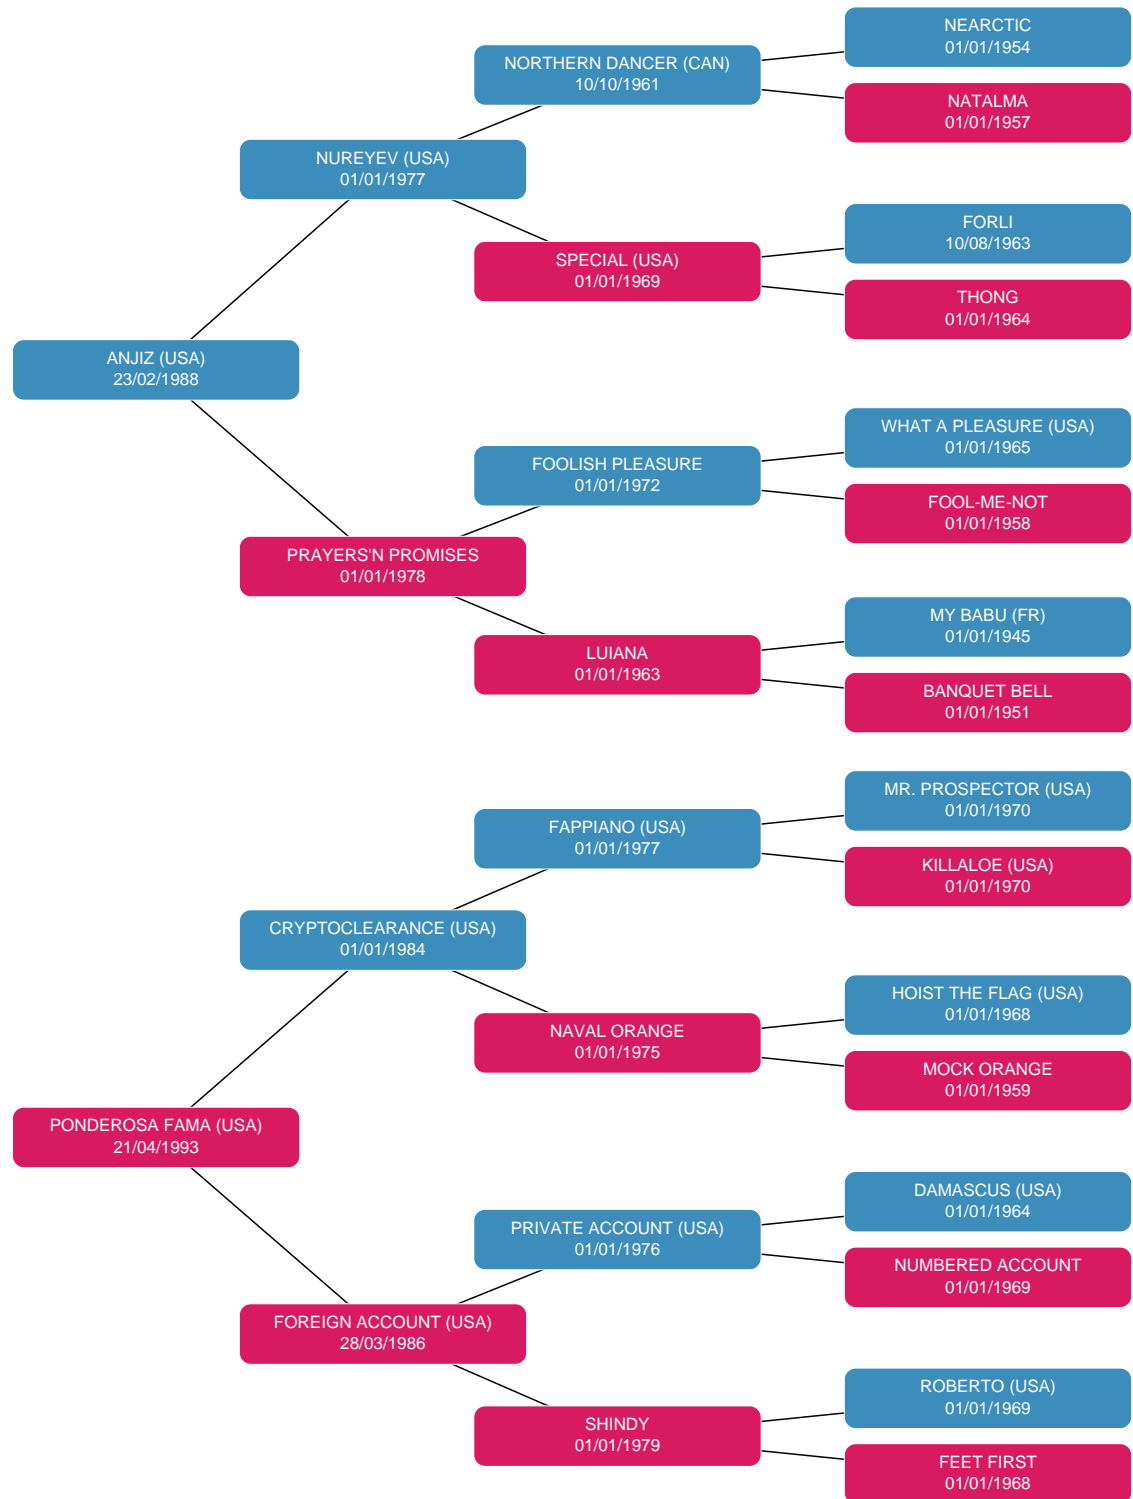 NEARCTIC
01/01/1954
NORTHERN DANCER (CAN)
10/10/1961
NATALMA
01/01/1957
NUREYEV (USA)
01/01/1977
FORLI
10/08/1963
SPECIAL (USA)
01/01/1969
THONG
01/01/1964
ANJIZ (USA)
23/02/1988
WHAT A PLEASURE (USA)
01/01/1965
FOOLISH PLEASURE
01/01/1972
FOOL-ME-NOT
01/01/1958
PRAYERS'N PROMISES
01/01/1978
MY BABU (FR)
01/01/1945
LUIANA
01/01/1963
BANQUET BELL
01/01/1951
MR. PROSPECTOR (USA)
01/01/1970
FAPPIANO (USA)
01/01/1977
KILLALOE (USA)
01/01/1970
CRYPTOCLEARANCE (USA)
01/01/1984
HOIST THE FLAG (USA)
01/01/1968
NAVAL ORANGE
01/01/1975
MOCK ORANGE
01/01/1959
PONDEROSA FAMA (USA)
21/04/1993
DAMASCUS (USA)
01/01/1964
PRIVATE ACCOUNT (USA)
01/01/1976
NUMBERED ACCOUNT
01/01/1969
FOREIGN ACCOUNT (USA)
28/03/1986
ROBERTO (USA)
01/01/1969
SHINDY
01/01/1979
FEET FIRST
01/01/1968